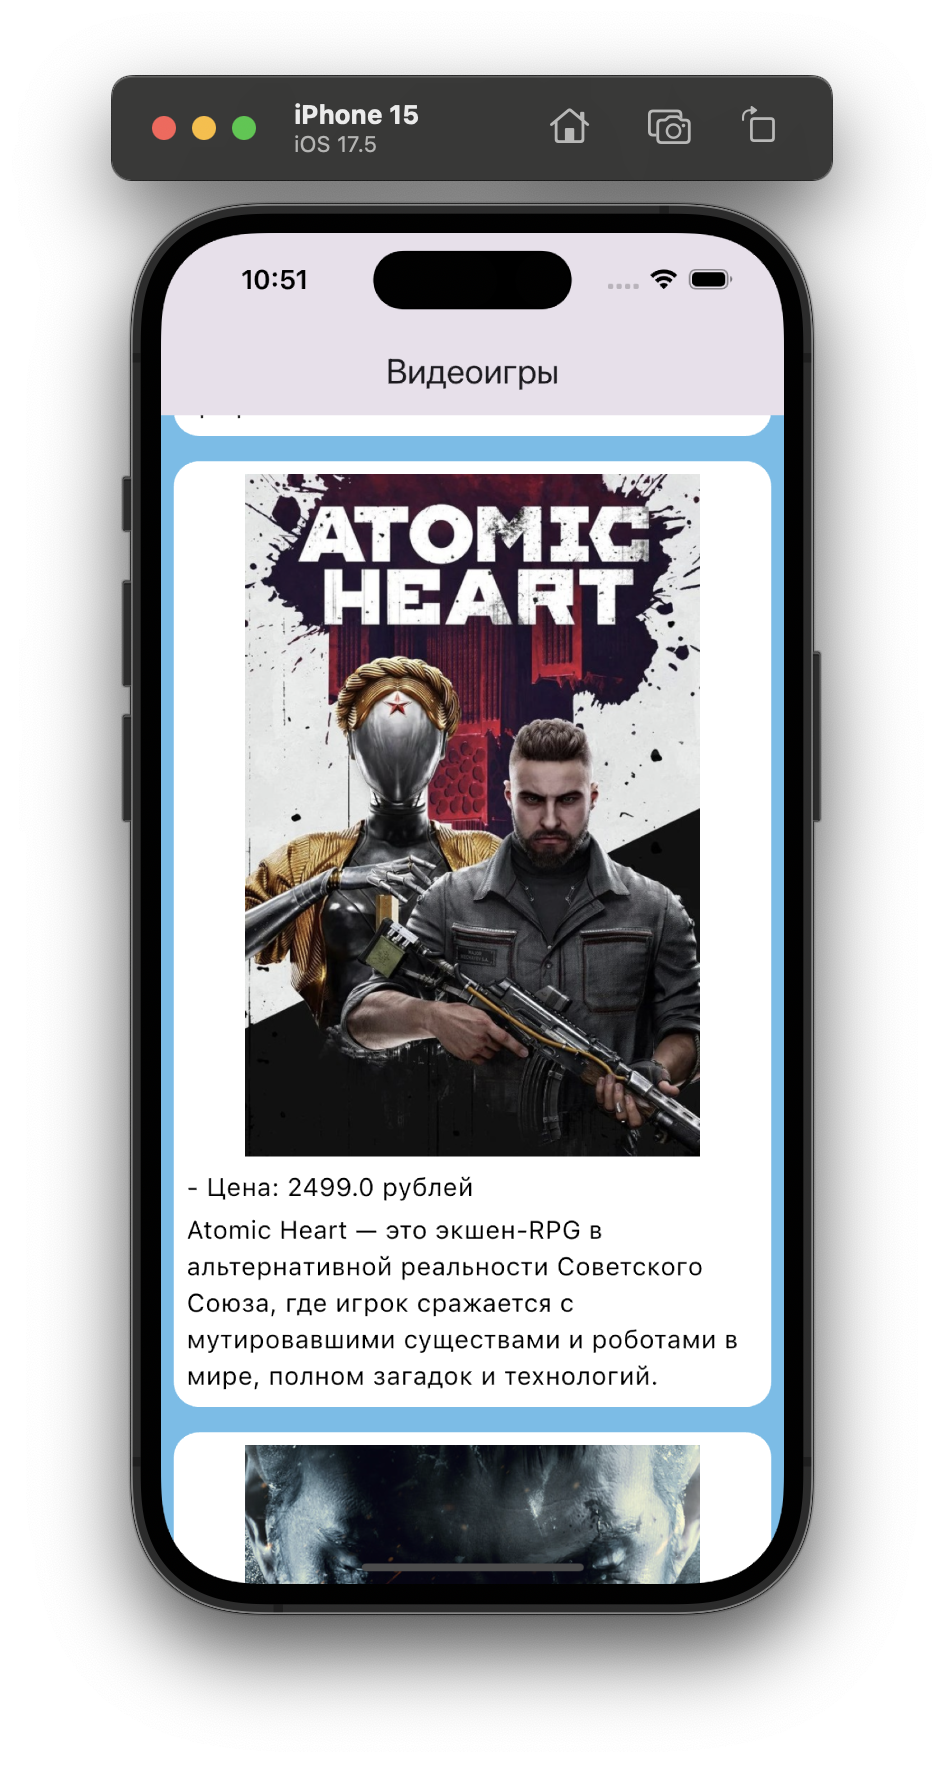 iPhone 15
iOS 17.5
10:51
Видеоигры
ATOMIC
HEART
- Цена: 2499.0 рублей
Atomic Heart — это экшен-RPG в
альтернативной реальности Советского
Союза, где игрок сражается с
мутировавшими существами и роботами в
мире, полном загадок и технологий.